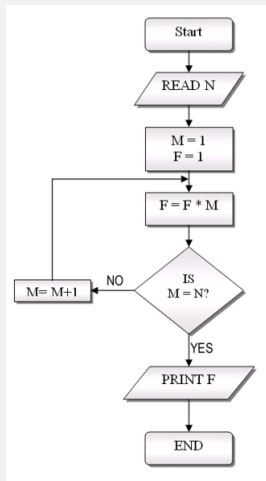 Start
READ N
M = 1
F = 1
F = F * M
IS
M = N?
NO
M= M+1
YES
PRINT F
END